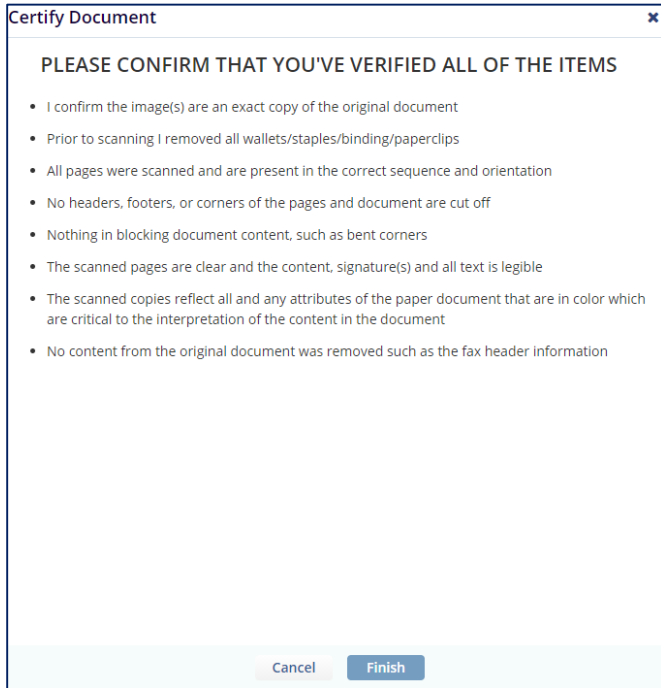 Certify Document
PLEASE CONFIRM THAT YOU'VE VERIFIED ALL OF THE ITEMS
• I confirm the image(s) are an exact copy of the original document
• Prior to scanning I removed all wallets/staples/binding/paperclips
• All pages were scanned and are present in the correct sequence and orientation
• No headers, footers, or corners of the pages and document are cut off
• Nothing in blocking document content, such as bent corners
• The scanned pages are clear and the content, signature(s) and all text is legible
• The scanned copies reflect all and any attributes of the paper document that are in color which
are critical to the interpretation of the content in the document
• No content from the original document was removed such as the fax header information
Cancel Finish